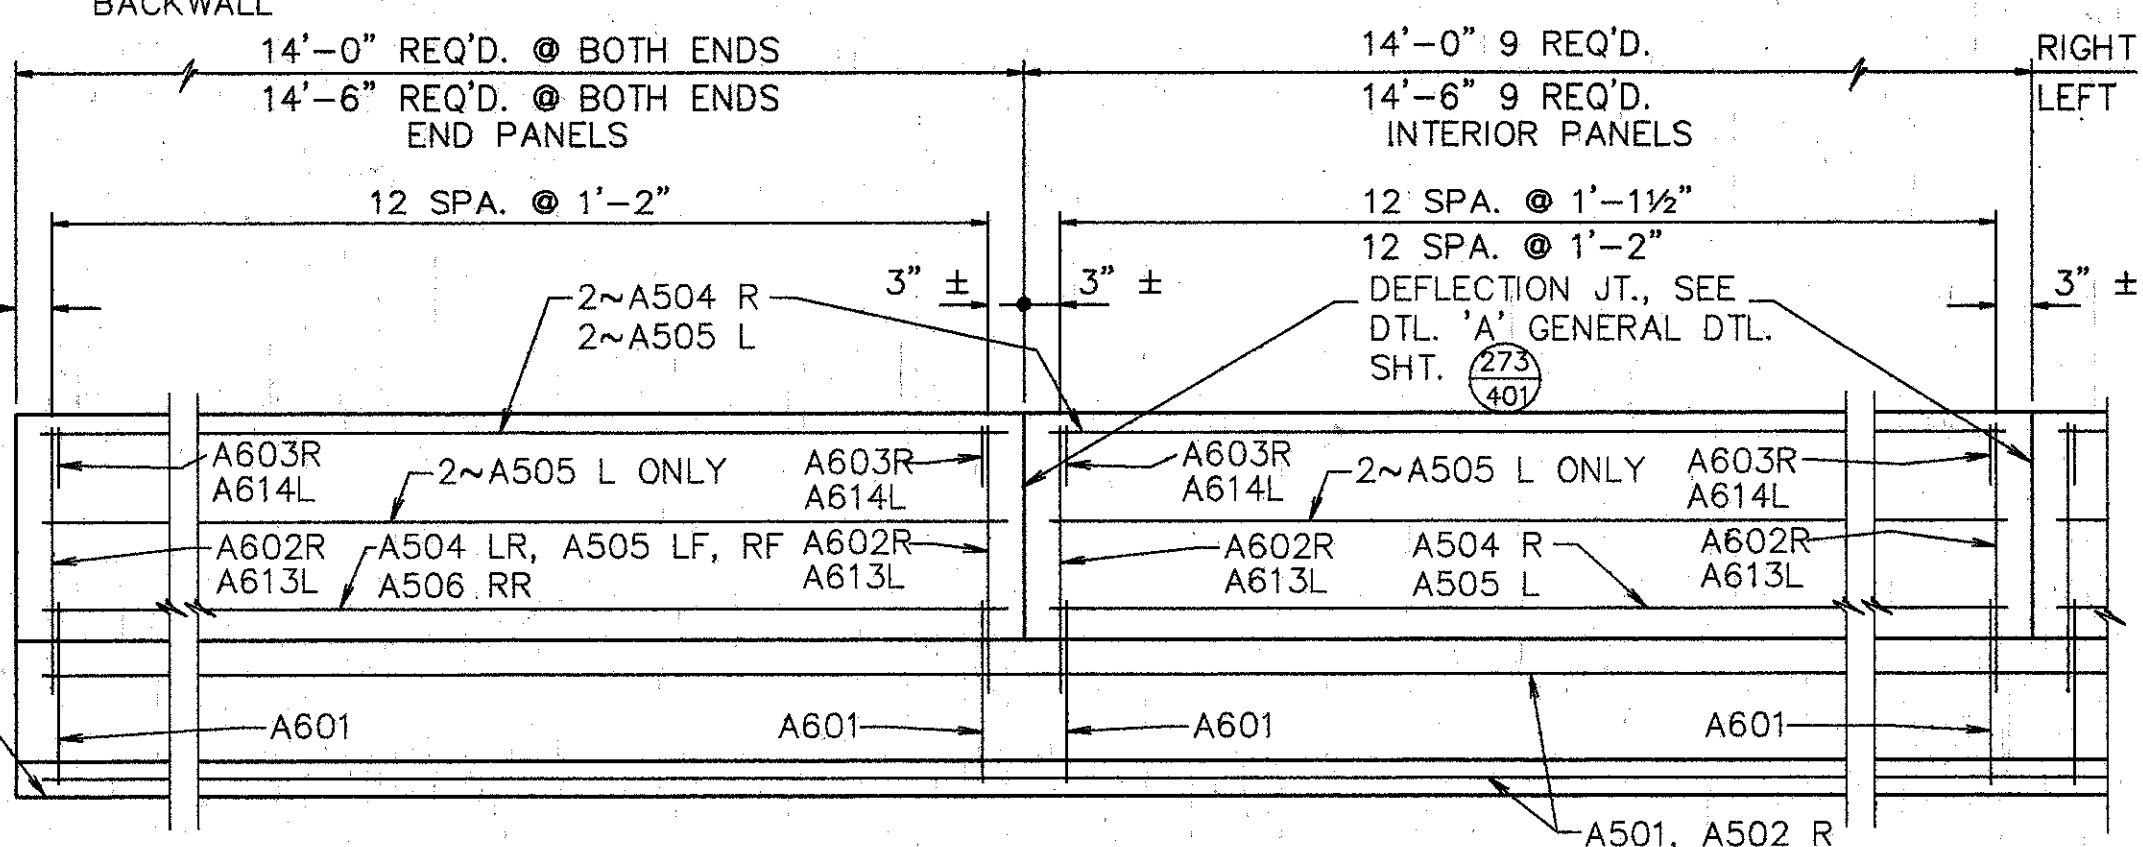 BACKWALL
14'-0" REQ'D. @ BOTH ENDS
14'-6" REQ'D. @ BOTH ENDS
END PANELS
14'-0" 9 REQ'D.
14'-6" 9 REQ'D.
INTERIOR PANELS
RIGHT
LEFT
12 SPA. @ 1'-2"
12 SPA. @ 1'-1½"
12 SPA. @ 1'-2"
3" ±
3" ±
3" ±
2~A504 R
2~A505 L
DEFLECTION JT., SEE
DTL. 'A' GENERAL DTL.
SHT. 273
401
A603R
A614L
2~A505 L ONLY
A603R
A614L
A603R
A614L
2~A505 L ONLY
A603R
A614L
A602R
A613L
A504 LR, A505 LF, RF
A506 RR
A602R
A613L
A602R
A613L
A504 R
A505 L
A602R
A613L
A601
A601
A601
A601
A501, A502 R